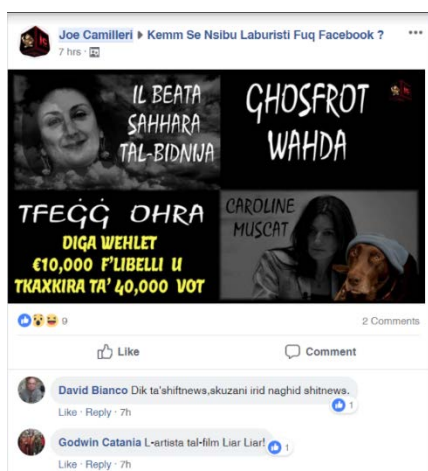 Joe Camilleri ▸ Kemm Se Nsibu Laburisti Fuq Facebook ?
7 hrs ·
IL BEATA
SAHHARA
TAL-BIDNIJA
GHOSFROT
WAHDA
TFEĠĠ OHRA
DIGA WEHLET
€10,000 F'LIBELLI U
TKAXKIRA TA' 40,000 VOT
CAROLINE
MUSCAT
9
2 Comments
Like
Comment
David Bianco Dik ta'shiftnews,skuzani irid naghid shitnews.
1
Like · Reply · 7h
Godwin Catania L-artista tal-film Liar Liar!
1
Like · Reply · 7h